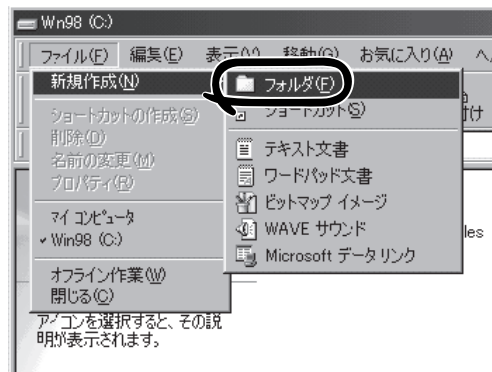 Win98 (C:)
ファイル(F) 編集(E) 表示(V) 移動(G) お気に入り(A)
新規作成(N)
フォルダ(F)
ショートカット(S)
ショートカットの作成(S)
削除(D)
名前の変更(M)
プロパティ(R)
テキスト文書
ワードパッド文書
ビットマップ イメージ
WAVE サウンド
Microsoft データ リンク
マイ コンピュータ
Win98 (C:)
オフライン作業(W)
閉じる(C)
アイコンを選択すると、その説
明が表示されます。